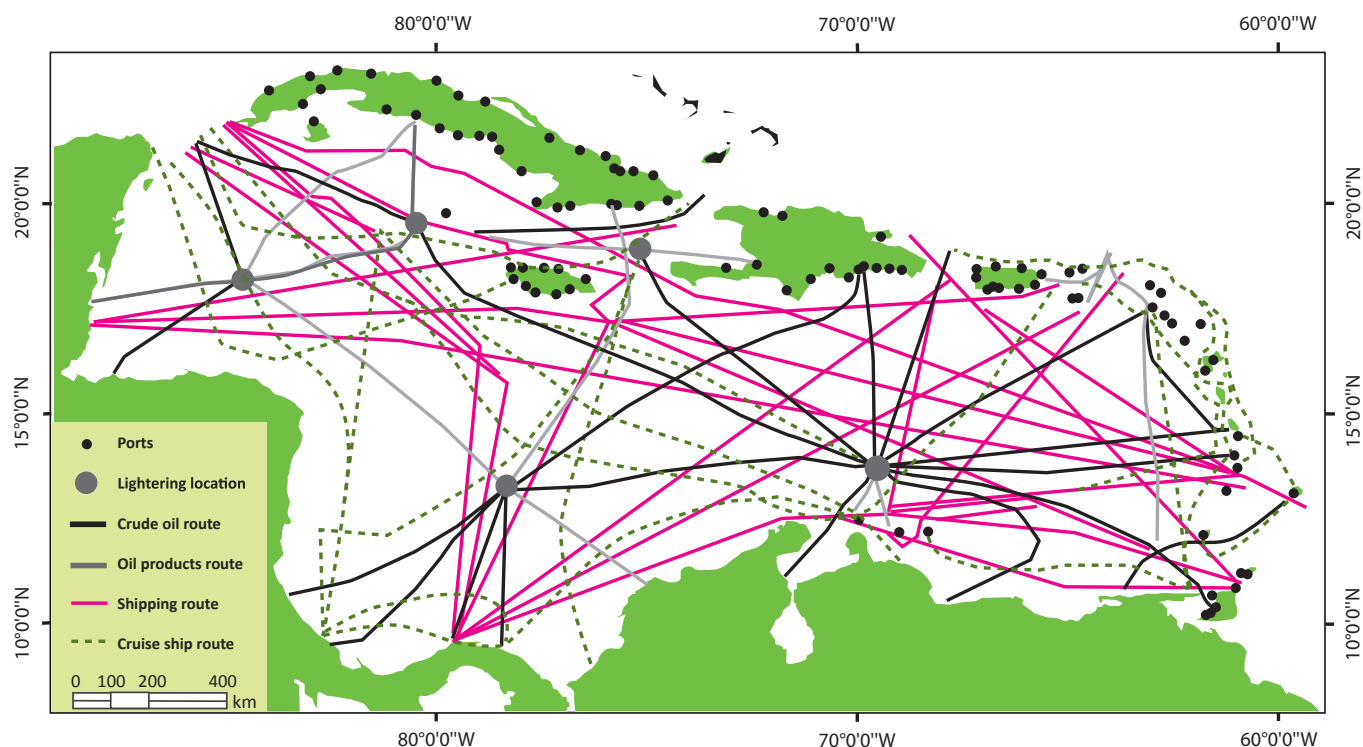 80°0'0"W 70°0'0"W 60°0'0"W
20°0'0"N 20°0'0"N
15°0'0"N 15°0'0"N
10°0'0"N 10°0'0"N
Ports
Lightering location
Crude oil route
Oil products route
Shipping route
Cruise ship route
0 100 200 400
km
80°0'0"W 70°0'0"W 60°0'0"W